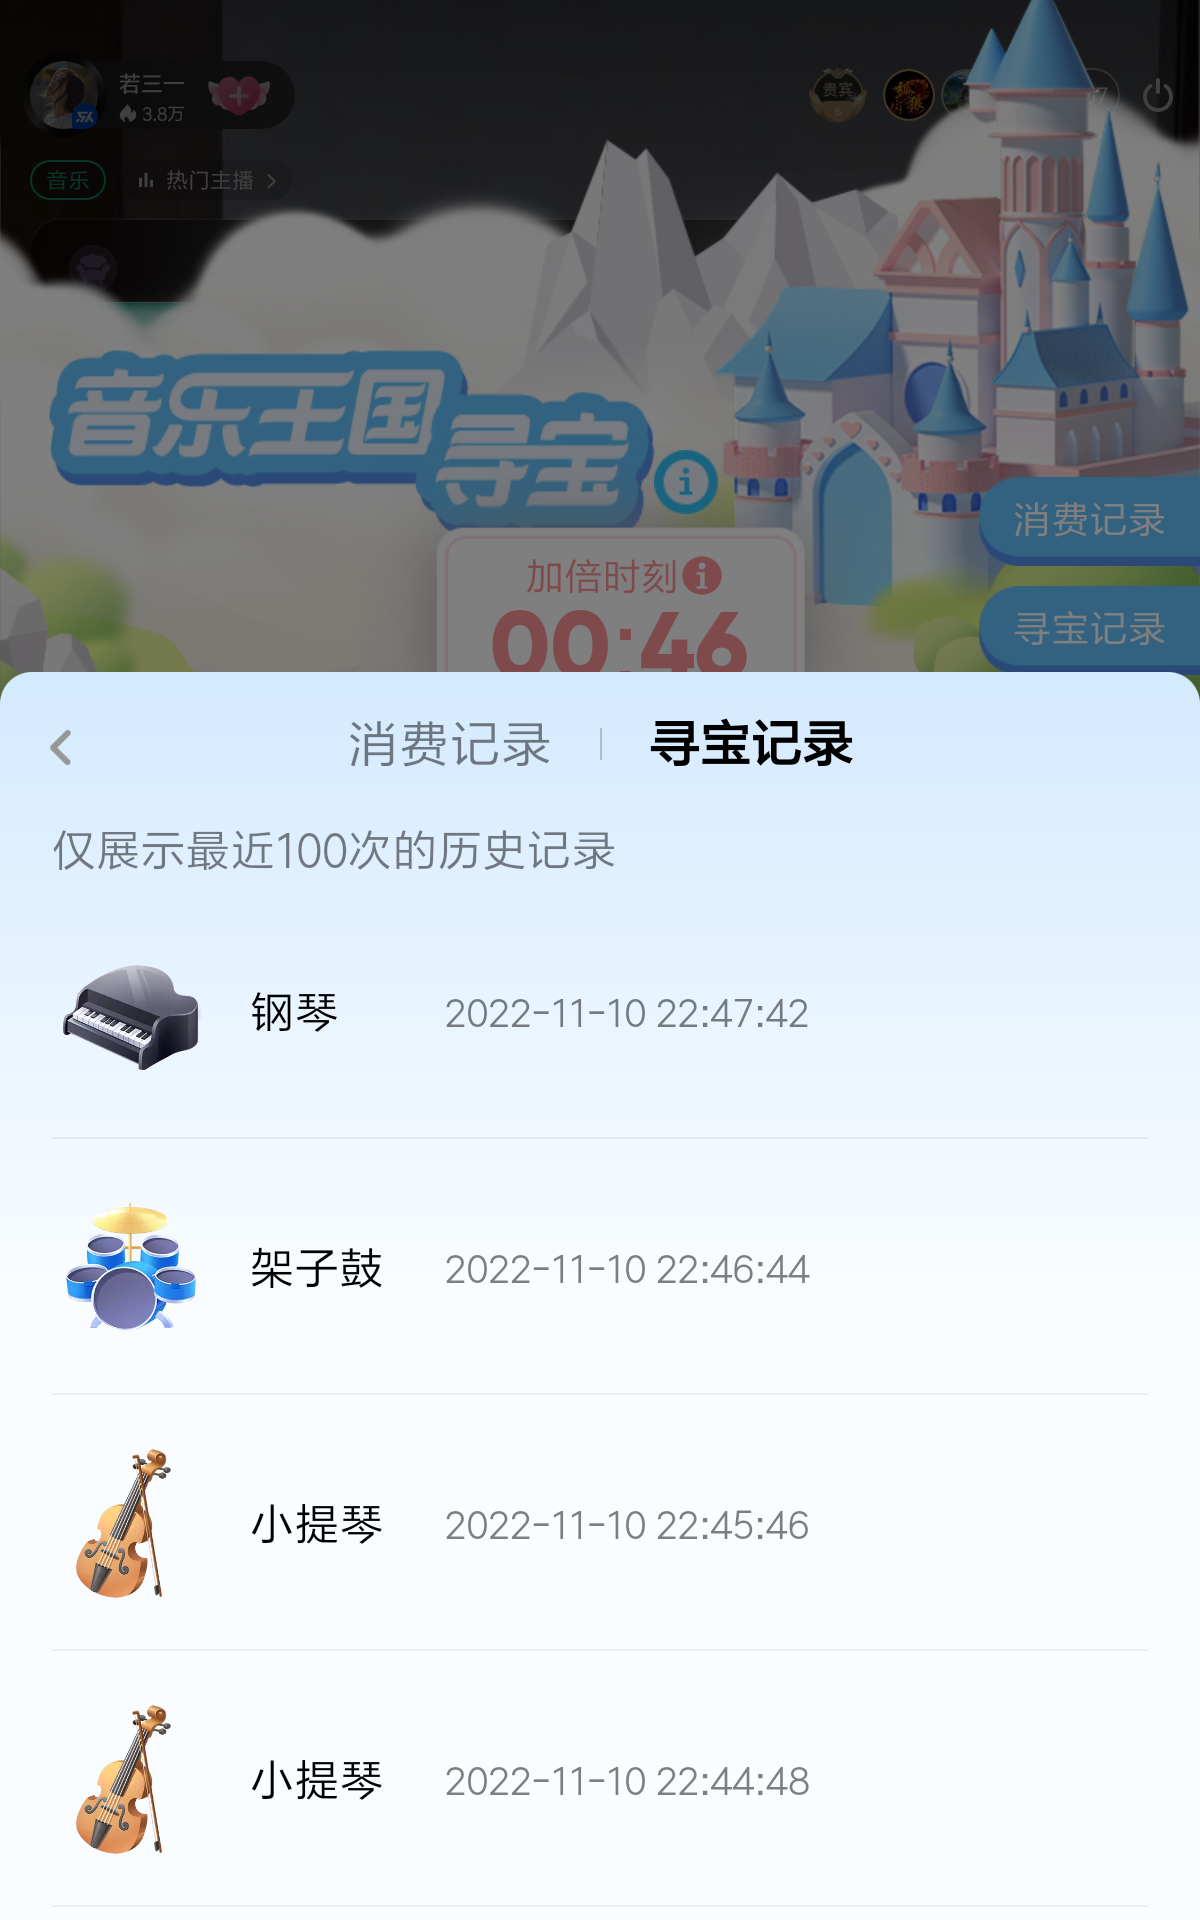 若三一
3.8万
贵宾
6
音乐
热门主播
音乐王国
寻宝
消费记录
加倍时刻
00:46
寻宝记录
消费记录
寻宝记录
仅展示最近100次的历史记录
钢琴
2022-11-10 22:47:42
架子鼓
2022-11-10 22:46:44
小提琴
2022-11-10 22:45:46
小提琴
2022-11-10 22:44:48